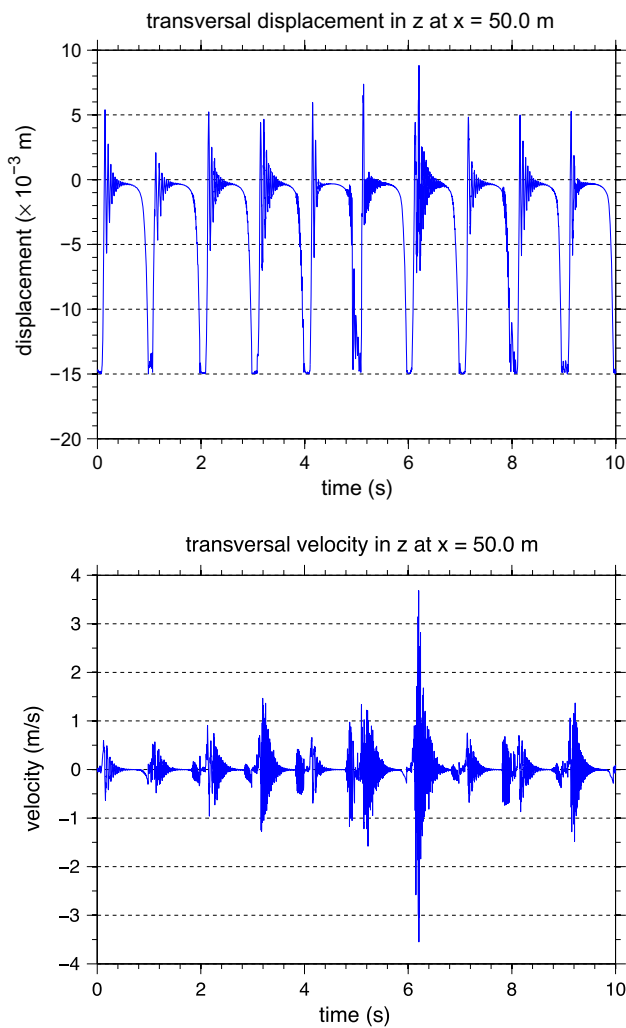 transversal displacement in z at x = 50.0 m
displacement (× 10⁻³ m)
10
5
0
−5
−10
−15
−20
0 2 4 6 8 10
time (s)
transversal velocity in z at x = 50.0 m
velocity (m/s)
4
3
2
1
0
−1
−2
−3
−4
0 2 4 6 8 10
time (s)